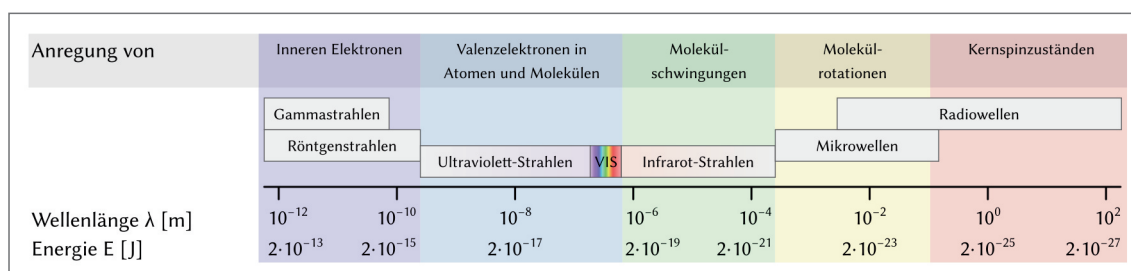 Anregung von
Inneren Elektronen
Valenzelektronen in
Atomen und Molekülen
Molekül-
schwingungen
Molekül-
rotationen
Kernspinzuständen
Gammastrahlen
Radiowellen
Röntgenstrahlen
Mikrowellen
Ultraviolett-Strahlen
VIS
Infrarot-Strahlen
Wellenlänge λ [m] 10⁻¹² 10⁻¹⁰ 10⁻⁸ 10⁻⁶ 10⁻⁴ 10⁻² 10⁰ 10²
Energie E [J] 2·10⁻¹³ 2·10⁻¹⁵ 2·10⁻¹⁷ 2·10⁻¹⁹ 2·10⁻²¹ 2·10⁻²³ 2·10⁻²⁵ 2·10⁻²⁷